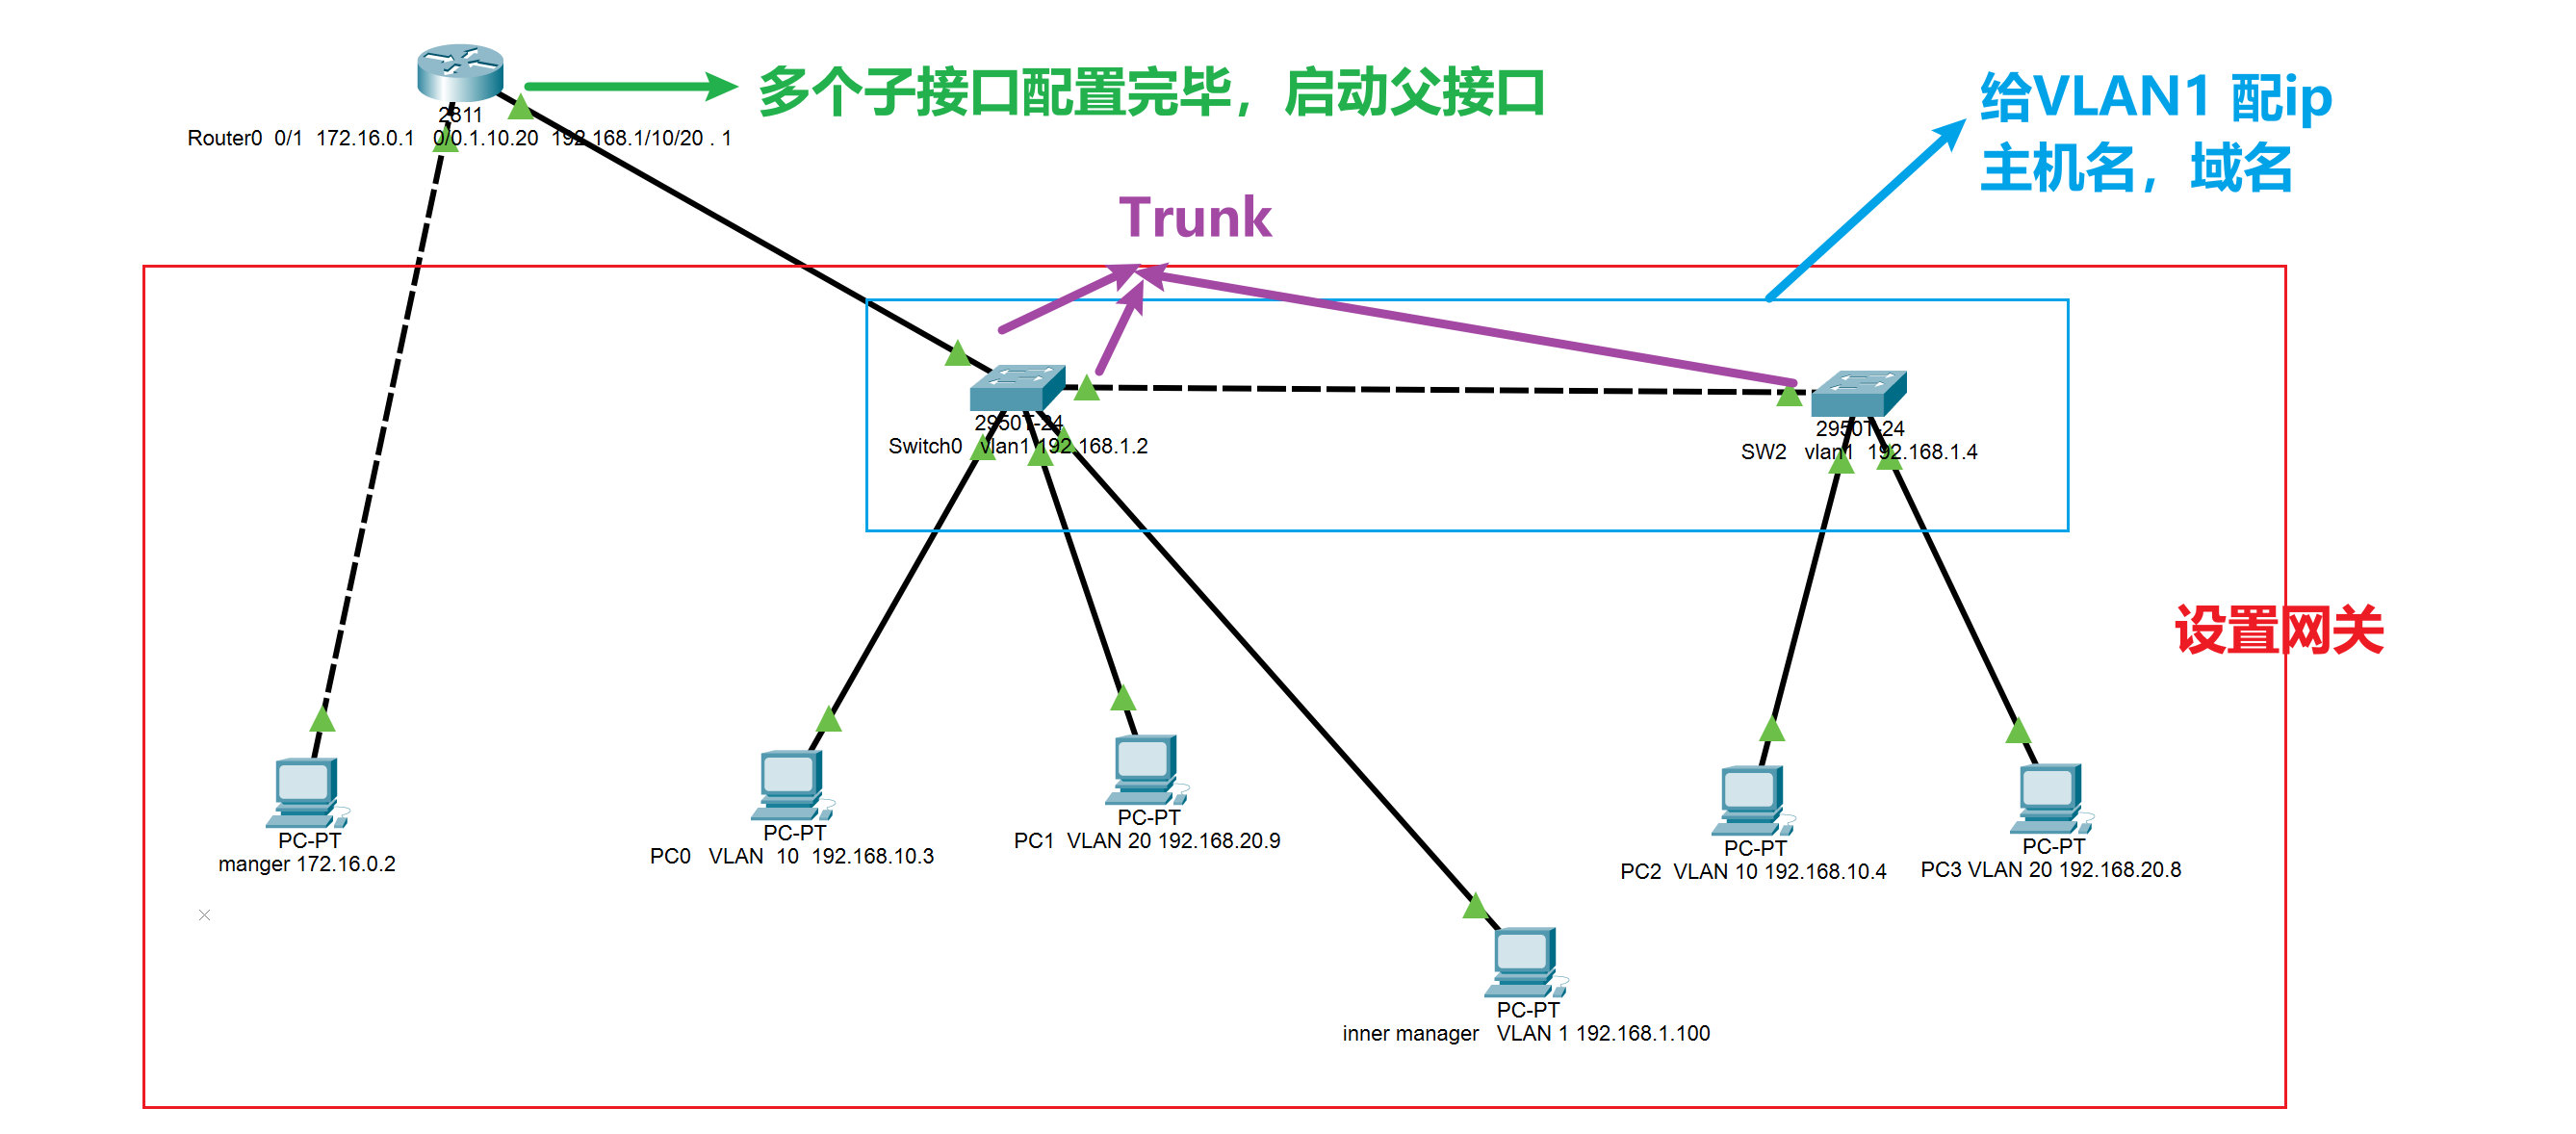 多个子接口配置完毕，启动父接口
给VLAN1 配ip
主机名，域名
2811
Router0 0/1 172.16.0.1 0/0.1.10.20 192.168.1/10/20 . 1
Trunk
2950T-24
Switch0 vlan1 192.168.1.2
2950T-24
SW2 vlan1 192.168.1.4
设置网关
PC-PT
manger 172.16.0.2
PC-PT
PC0 VLAN 10 192.168.10.3
PC-PT
PC1 VLAN 20 192.168.20.9
PC-PT
PC2 VLAN 10 192.168.10.4
PC-PT
PC3 VLAN 20 192.168.20.8
PC-PT
inner manager VLAN 1 192.168.1.100